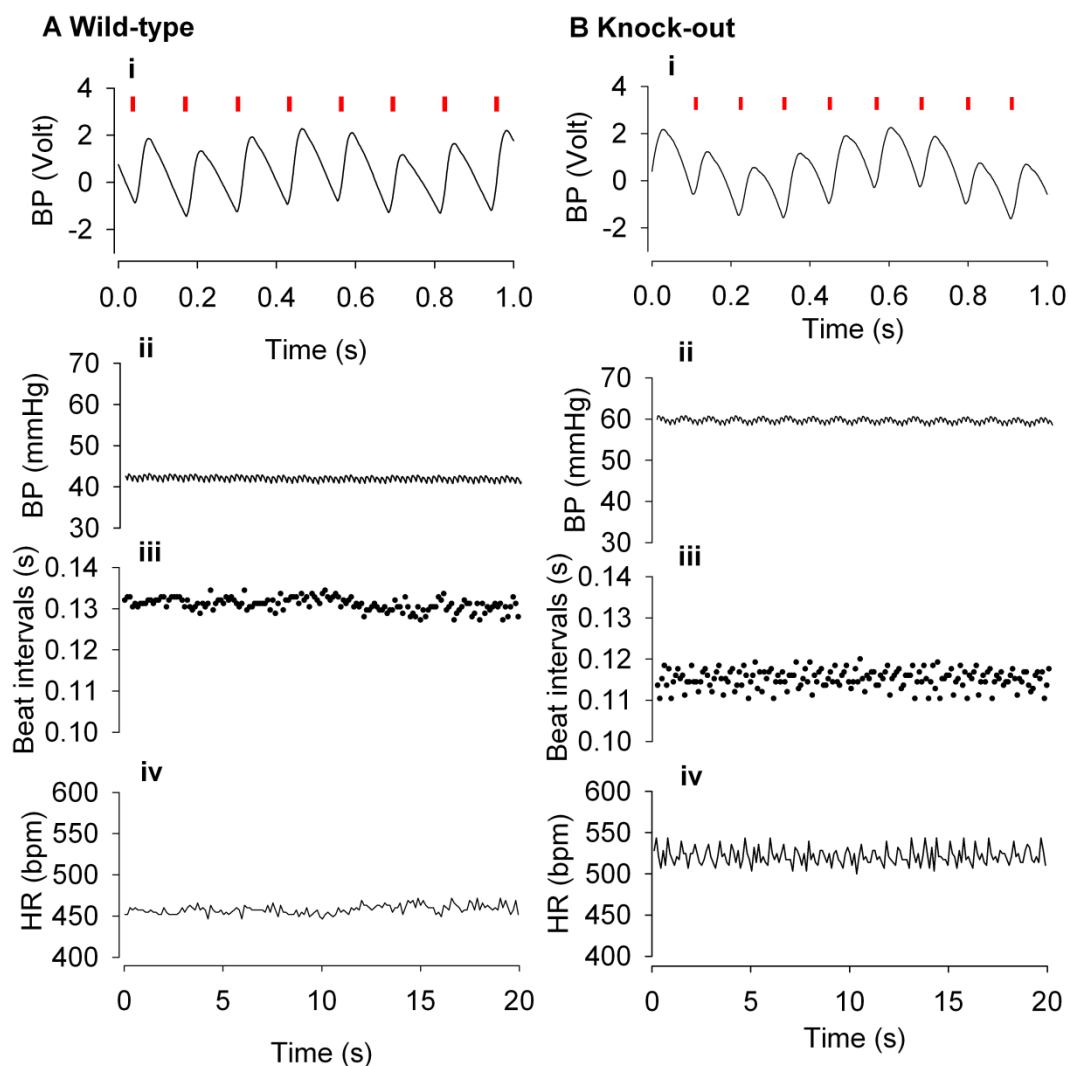 A Wild-type
i
BP (Volt)
4
2
0
-2
0.0 0.2 0.4 0.6 0.8 1.0
Time (s)
ii
BP (mmHg)
70
60
50
40
30
iii
Beat intervals (s)
0.14
0.13
0.12
0.11
0.10
iv
HR (bpm)
600
550
500
450
400
0 5 10 15 20
Time (s)
B Knock-out
i
BP (Volt)
4
2
0
-2
0.0 0.2 0.4 0.6 0.8 1.0
Time (s)
ii
BP (mmHg)
70
60
50
40
30
iii
Beat intervals (s)
0.14
0.13
0.12
0.11
0.10
iv
HR (bpm)
600
550
500
450
400
0 5 10 15 20
Time (s)